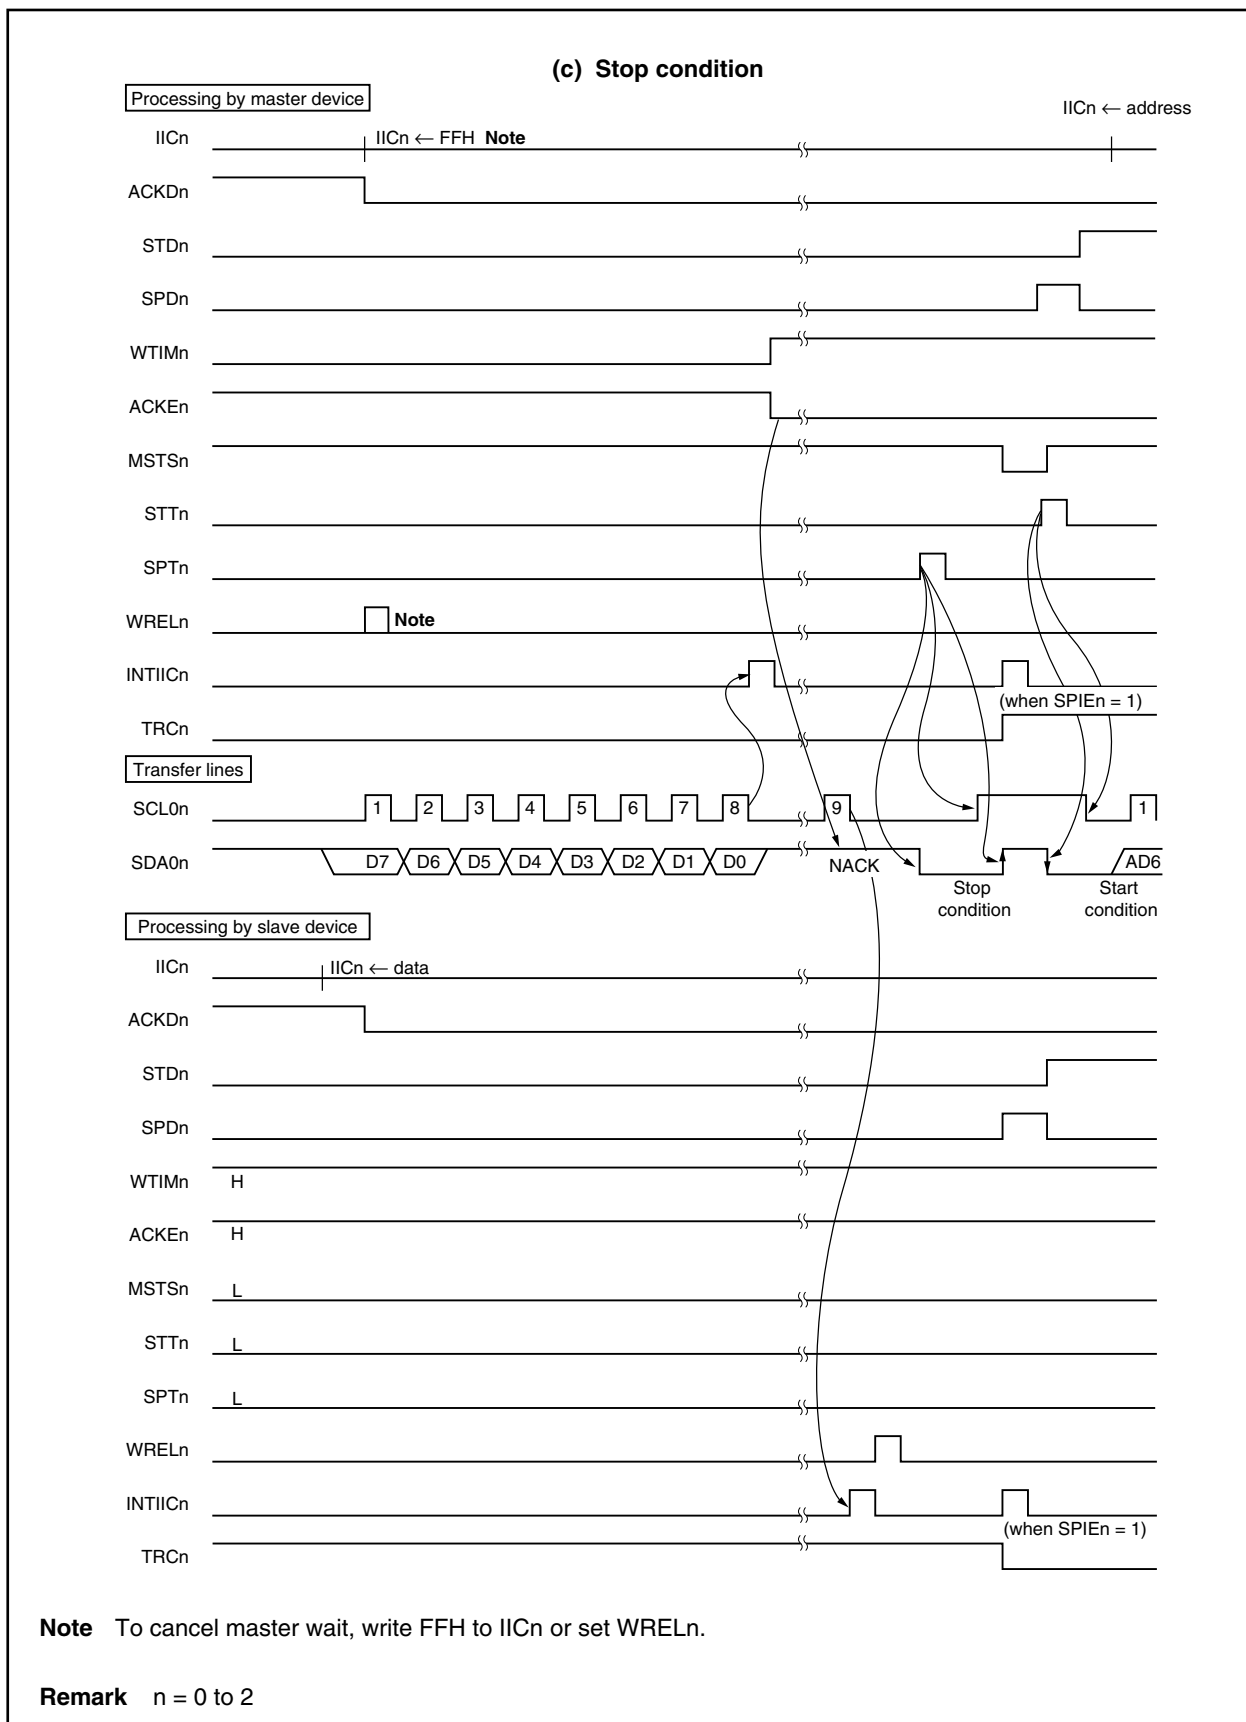 (c) Stop condition
Processing by master device
IICn ← address
IICn
IICn ← FFH Note
ACKDn
STDn
SPDn
WTIMn
ACKEn
MSTSn
STTn
SPTn
WRELn
Note
INTIICn
(when SPIEn = 1)
TRCn
Transfer lines
SCL0n
1 2 3 4 5 6 7 8 9 1
SDA0n
D7 D6 D5 D4 D3 D2 D1 D0 NACK AD6
Stop condition
Start condition
Processing by slave device
IICn
IICn ← data
ACKDn
STDn
SPDn
WTIMn H
ACKEn H
MSTSn L
STTn L
SPTn L
WRELn
INTIICn
(when SPIEn = 1)
TRCn
Note To cancel master wait, write FFH to IICn or set WRELn.
Remark n = 0 to 2